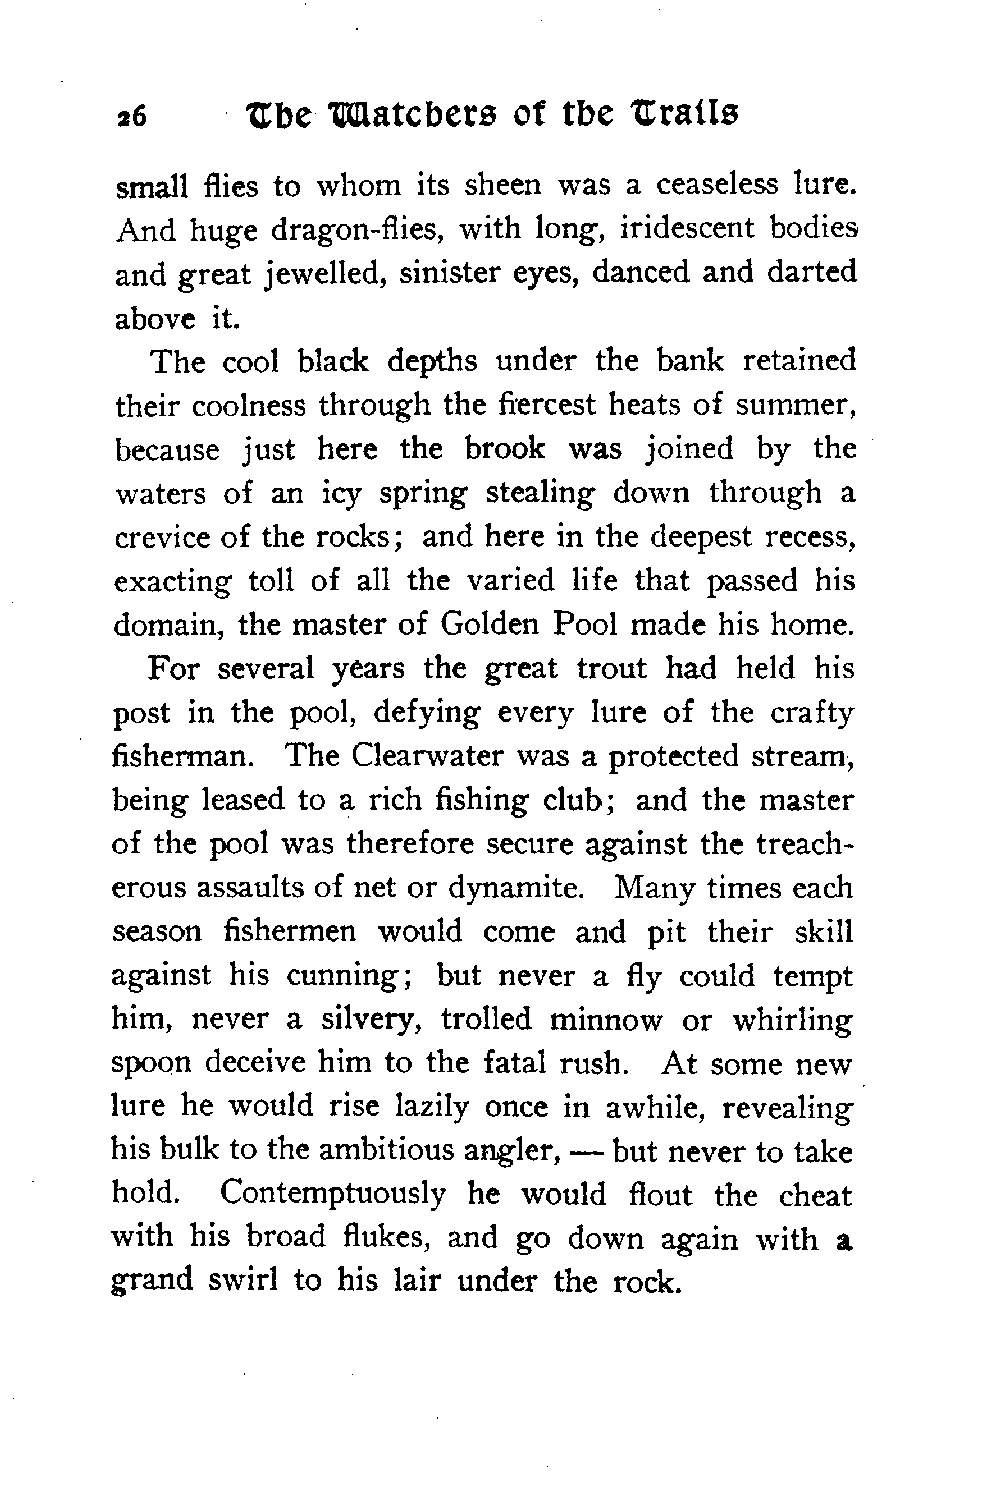 26 The Watchers of the Trails
small flies to whom its sheen was a ceaseless lure.
And huge dragon-flies, with long, iridescent bodies
and great jewelled, sinister eyes, danced and darted
above it.
The cool black depths under the bank retained
their coolness through the fiercest heats of summer,
because just here the brook was joined by the
waters of an icy spring stealing down through a
crevice of the rocks; and here in the deepest recess,
exacting toll of all the varied life that passed his
domain, the master of Golden Pool made his home.
For several years the great trout had held his
post in the pool, defying every lure of the crafty
fisherman. The Clearwater was a protected stream,
being leased to a rich fishing club; and the master
of the pool was therefore secure against the treach-
erous assaults of net or dynamite. Many times each
season fishermen would come and pit their skill
against his cunning; but never a fly could tempt
him, never a silvery, trolled minnow or whirling
spoon deceive him to the fatal rush. At some new
lure he would rise lazily once in awhile, revealing
his bulk to the ambitious angler, — but never to take
hold. Contemptuously he would flout the cheat
with his broad flukes, and go down again with a
grand swirl to his lair under the rock.